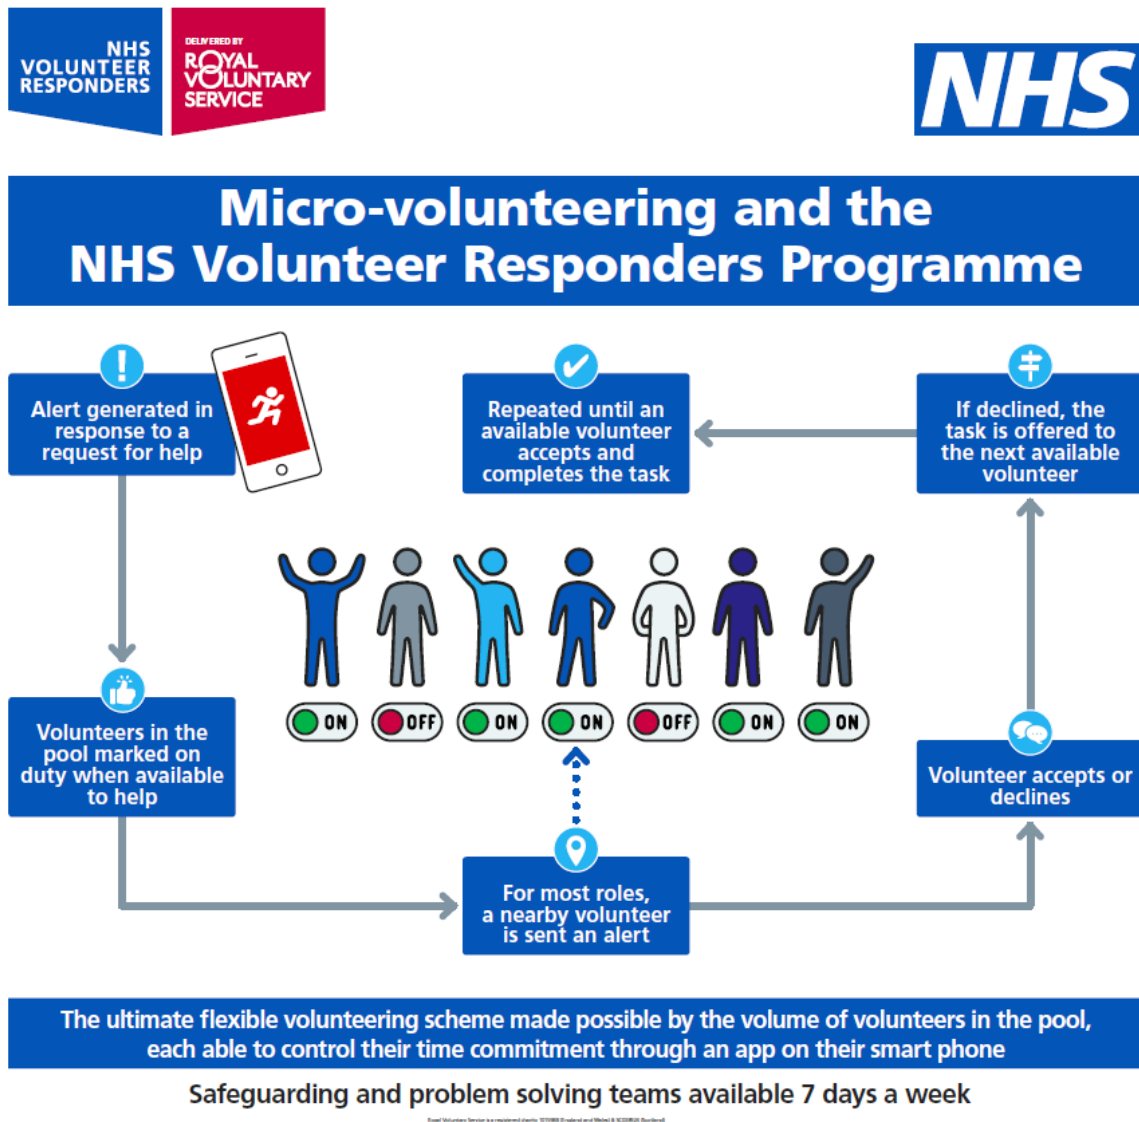 NHS
VOLUNTEER
RESPONDERS
DELIVERED BY
ROYAL
VOLUNTARY
SERVICE
NHS
Micro-volunteering and the
NHS Volunteer Responders Programme
Alert generated in
response to a
request for help
Repeated until an
available volunteer
accepts and
completes the task
If declined, the
task is offered to
the next available
volunteer
ON
OFF
ON
ON
OFF
ON
ON
Volunteers in the
pool marked on
duty when available
to help
Volunteer accepts or
declines
For most roles,
a nearby volunteer
is sent an alert
The ultimate flexible volunteering scheme made possible by the volume of volunteers in the pool,
each able to control their time commitment through an app on their smart phone
Safeguarding and problem solving teams available 7 days a week
Royal Voluntary Service is a registered charity